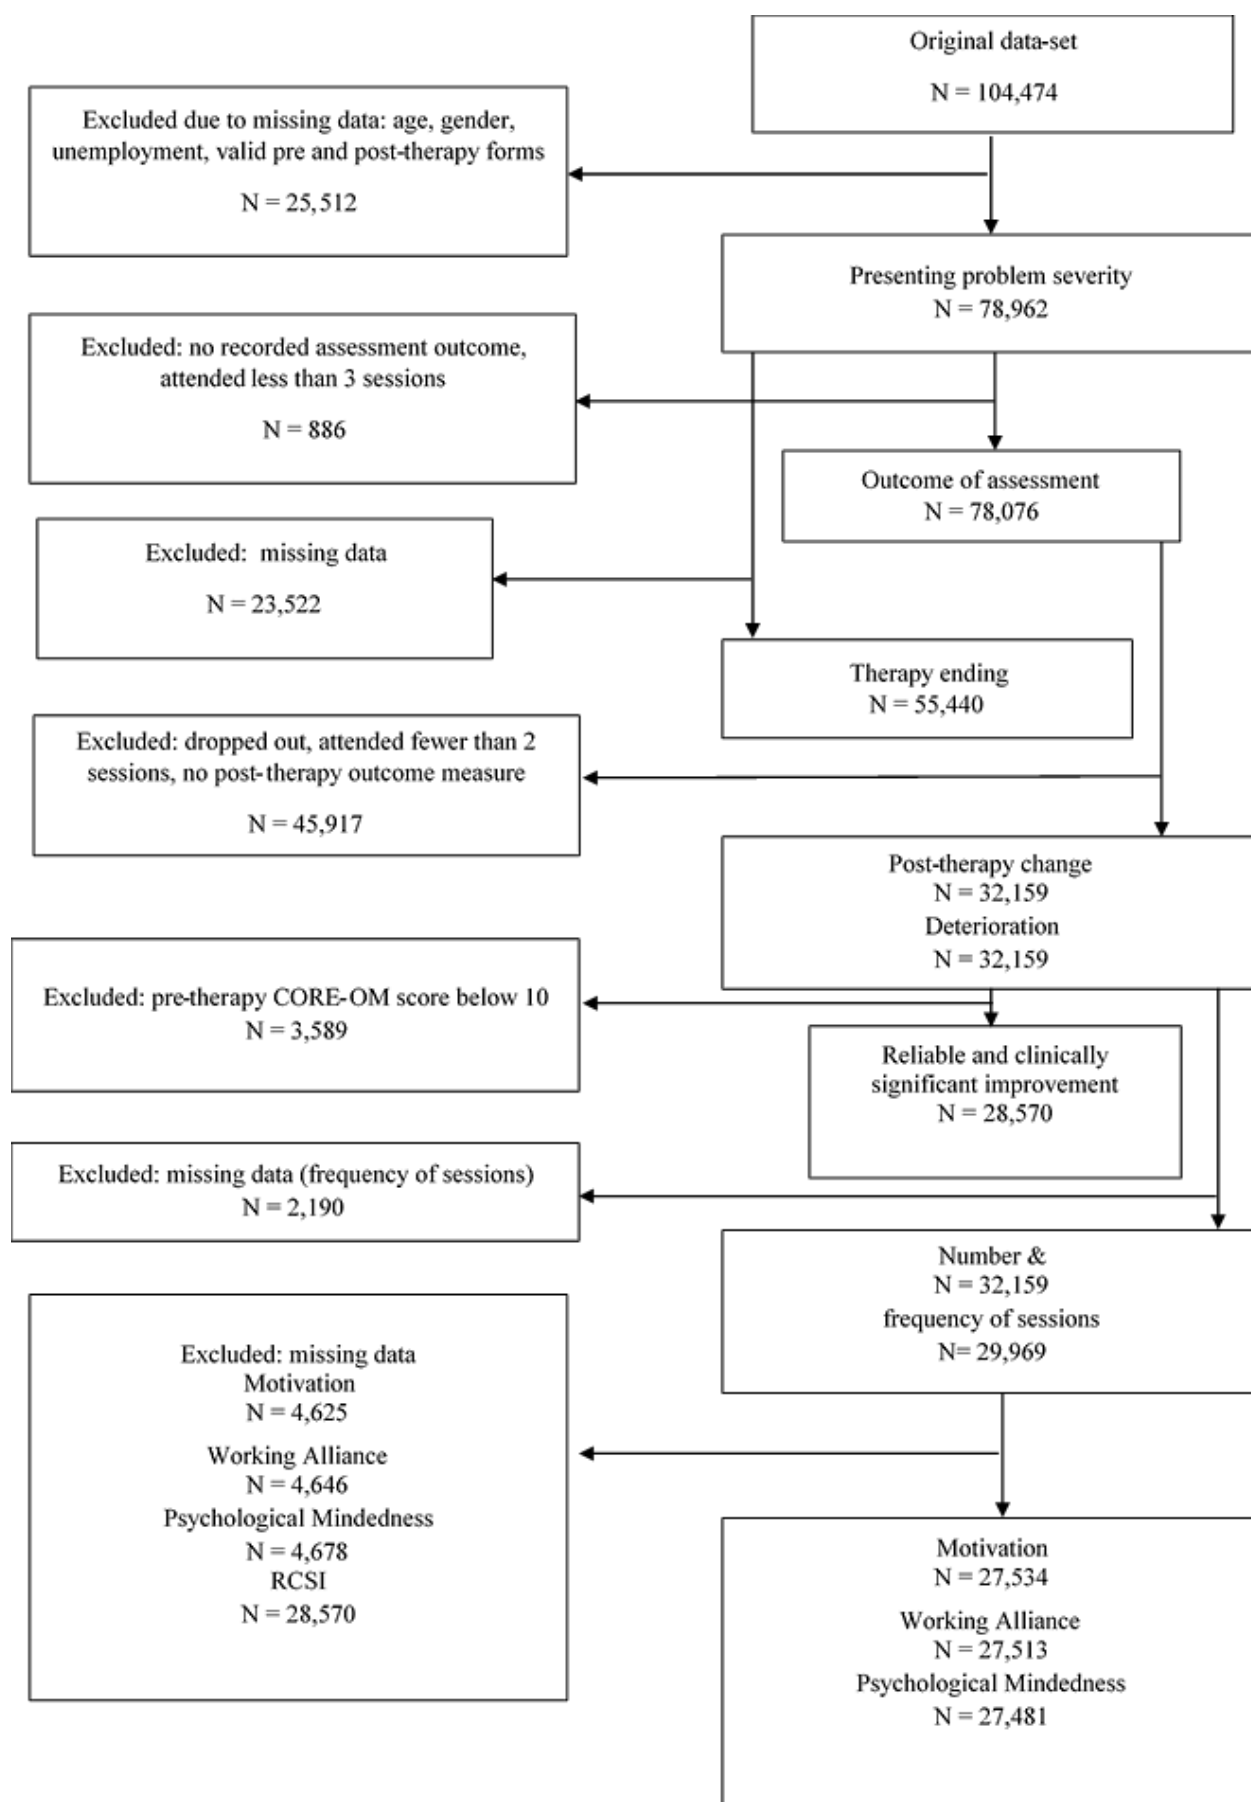 Original data-set
N = 104,474
Excluded due to missing data: age, gender,
unemployment, valid pre and post-therapy forms
N = 25,512
Presenting problem severity
N = 78,962
Excluded: no recorded assessment outcome,
attended less than 3 sessions
N = 886
Outcome of assessment
N = 78,076
Excluded: missing data
N = 23,522
Therapy ending
N = 55,440
Excluded: dropped out, attended fewer than 2
sessions, no post-therapy outcome measure
N = 45,917
Post-therapy change
N = 32,159
Deterioration
N = 32,159
Excluded: pre-therapy CORE-OM score below 10
N = 3,589
Reliable and clinically
significant improvement
N = 28,570
Excluded: missing data (frequency of sessions)
N = 2,190
Number &
N = 32,159
frequency of sessions
N= 29,969
Excluded: missing data
Motivation
N = 4,625
Working Alliance
N = 4,646
Psychological Mindedness
N = 4,678
RCSI
N = 28,570
Motivation
N = 27,534
Working Alliance
N = 27,513
Psychological Mindedness
N = 27,481